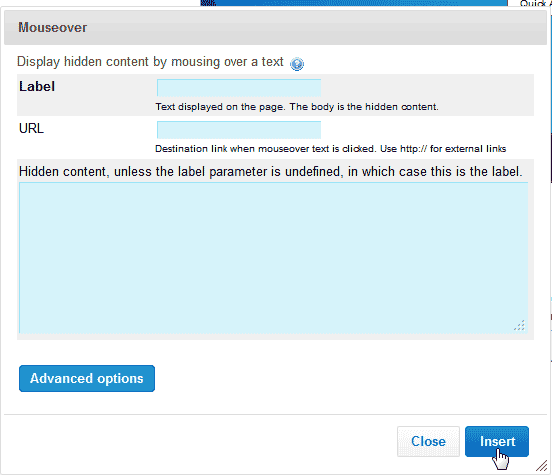 Quick A
Mouseover
Display hidden content by mousing over a text
Label
Text displayed on the page. The body is the hidden content.
URL
Destination link when mouseover text is clicked. Use http:// for external links
Hidden content, unless the label parameter is undefined, in which case this is the label.
Advanced options
Close Insert